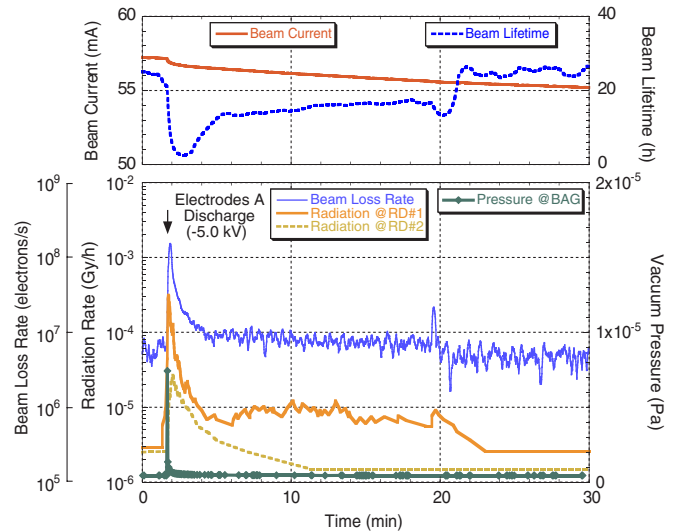 60
40
Beam Current
Beam Lifetime
Beam Current (mA)
55
20
Beam Lifetime (h)
50
0
10⁹
10⁻²
2x10⁻⁵
Electrodes A
Discharge
(-5.0 kV)
Beam Loss Rate
Radiation @RD#1
Radiation @RD#2
Pressure @BAG
10⁸
10⁻³
Beam Loss Rate (electrons/s)
Radiation Rate (Gy/h)
10⁷
10⁻⁴
1x10⁻⁵
Vacuum Pressure (Pa)
10⁶
10⁻⁵
10⁵
10⁻⁶
0
0
10
20
30
Time (min)